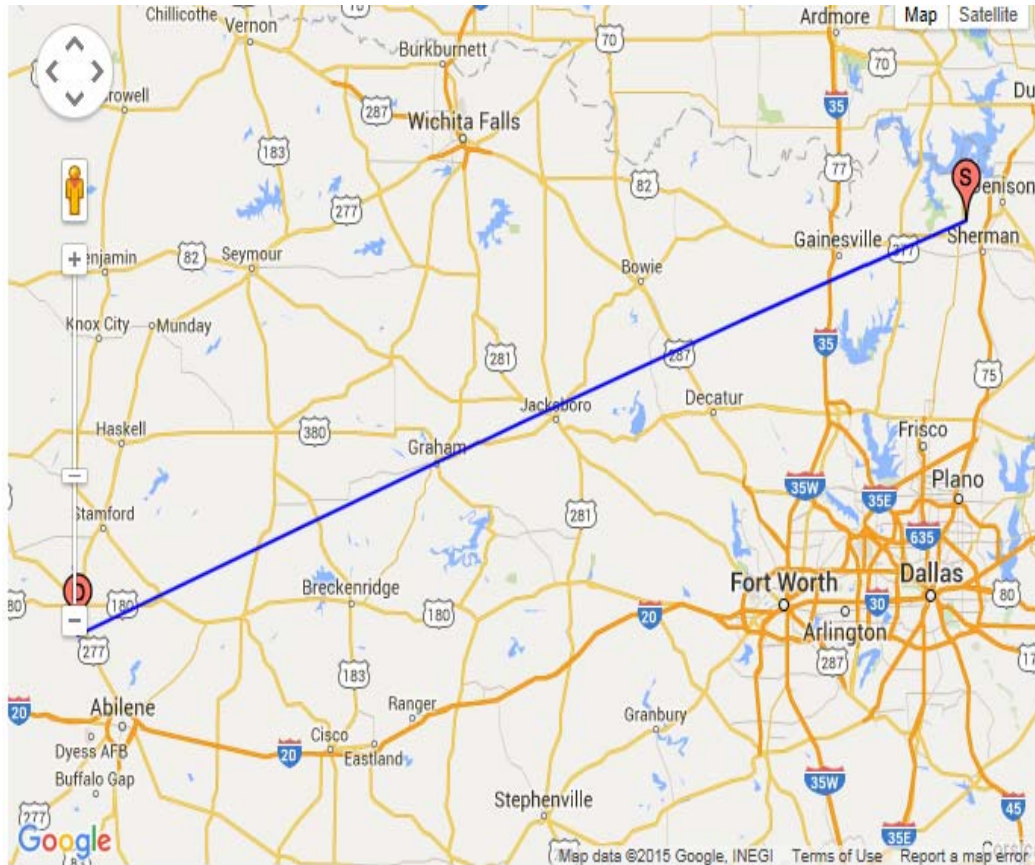 Chillicothe
Vernon
Burkburnett
70
Ardmore
Map
Satellite
70
287
35
Du
Wichita Falls
183
77
82
S
Denison
277
Gainesville
377
Sherman
82
Seymour
Bowie
Knox City
Munday
281
287
35
75
Haskell
380
Jacksboro
Decatur
Graham
Frisco
Stamford
35W
35E
Plano
281
635
D
80
180
Breckenridge
180
20
Fort Worth
30
Dallas
80
Arlington
277
183
287
20
Abilene
Ranger
Granbury
Dyess AFB
20
Cisco
Eastland
Buffalo Gap
35W
277
Stephenville
45
35E
Google
Map data ©2015 Google, INEGI
Terms of Use
Report a map error